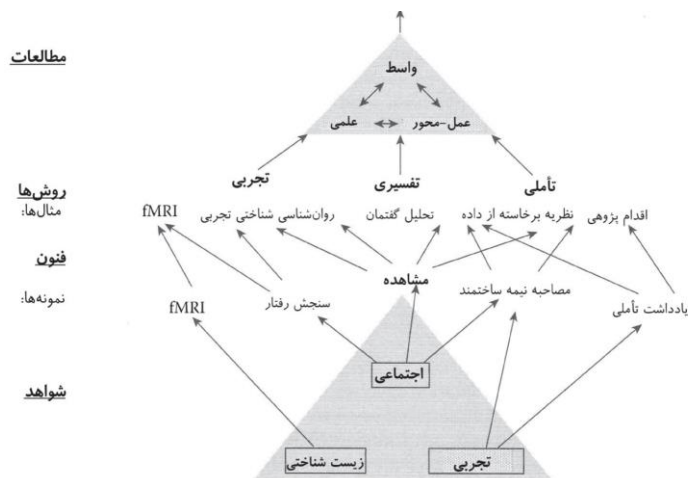 مطالعات
واسط
علمی
عمل-محور
تجربی
تفسیری
تأملی
روش‌ها
مثال‌ها:
fMRI
روان‌شناسی شناختی تجربی
تحلیل گفتمان
نظریه برخاسته از داده
اقدام پژوهی
فنون
نمونه‌ها:
مشاهده
fMRI
سنجش رفتار
مصاحبه نیمه ساختمند
یادداشت تأملی
شواهد
اجتماعی
زیست شناختی
تجربی